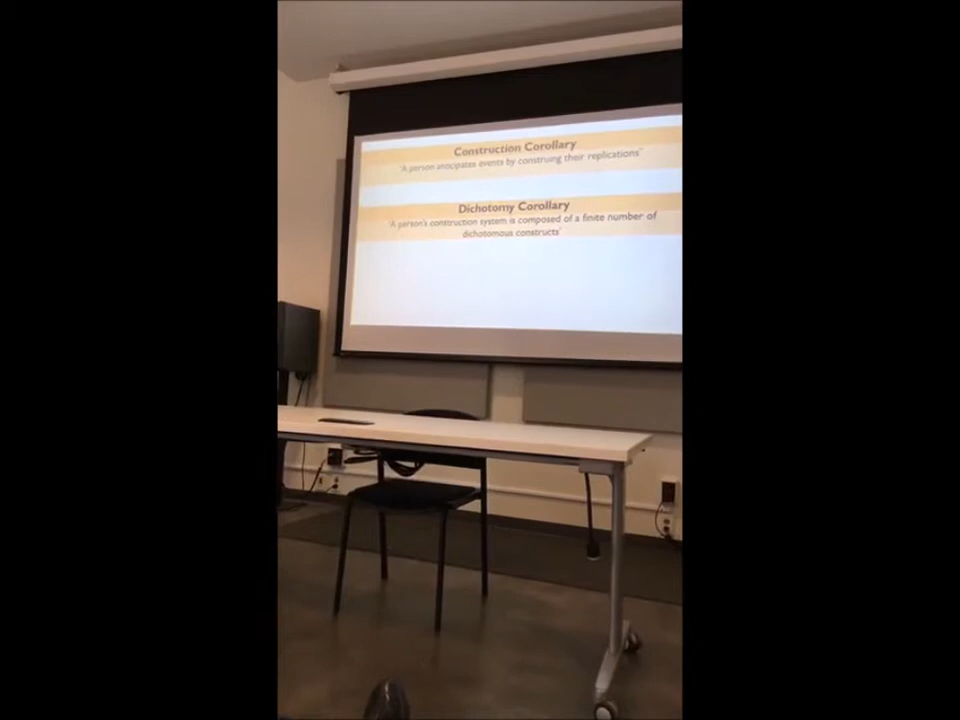 Construction Corollary
'A person anticipates events by construing their replications'
Dichotomy Corollary
'A person's construction system is composed of a finite number of
dichotomous constructs'